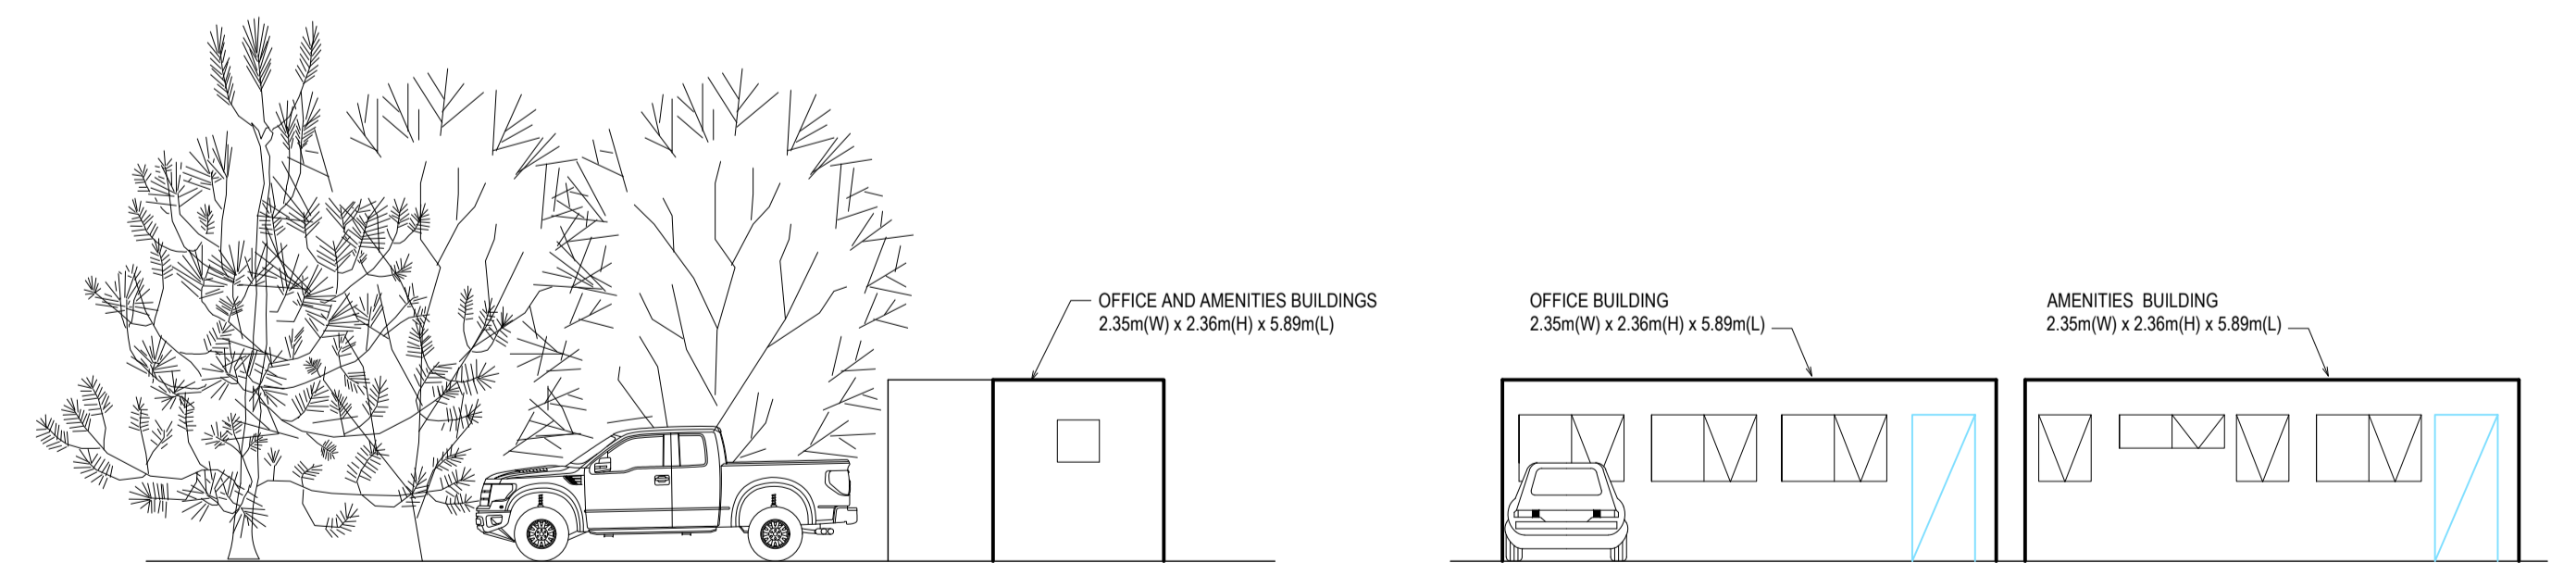 OFFICE AND AMENITIES BUILDINGS
2.35m(W) x 2.36m(H) x 5.89m(L)
OFFICE BUILDING
2.35m(W) x 2.36m(H) x 5.89m(L)
AMENITIES BUILDING
2.35m(W) x 2.36m(H) x 5.89m(L)